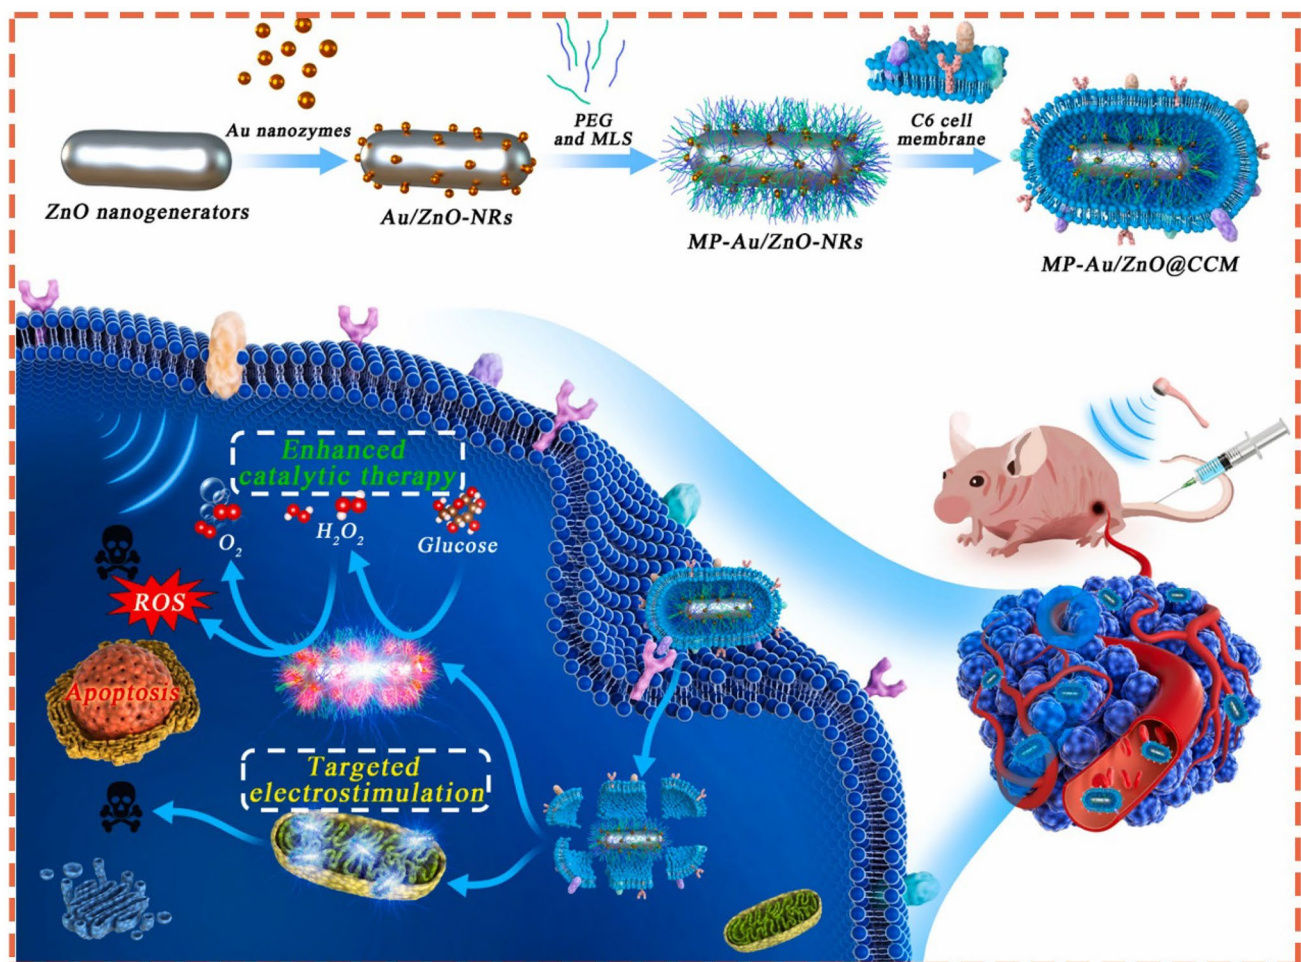 Au nanozymes
PEG
and MLS
C6 cell
membrane
ZnO nanogenerators
Au/ZnO-NRs
MP-Au/ZnO-NRs
MP-Au/ZnO@CCM
Enhanced
catalytic therapy
O2
H2O2
Glucose
ROS
Apoptosis
Targeted
electrostimulation